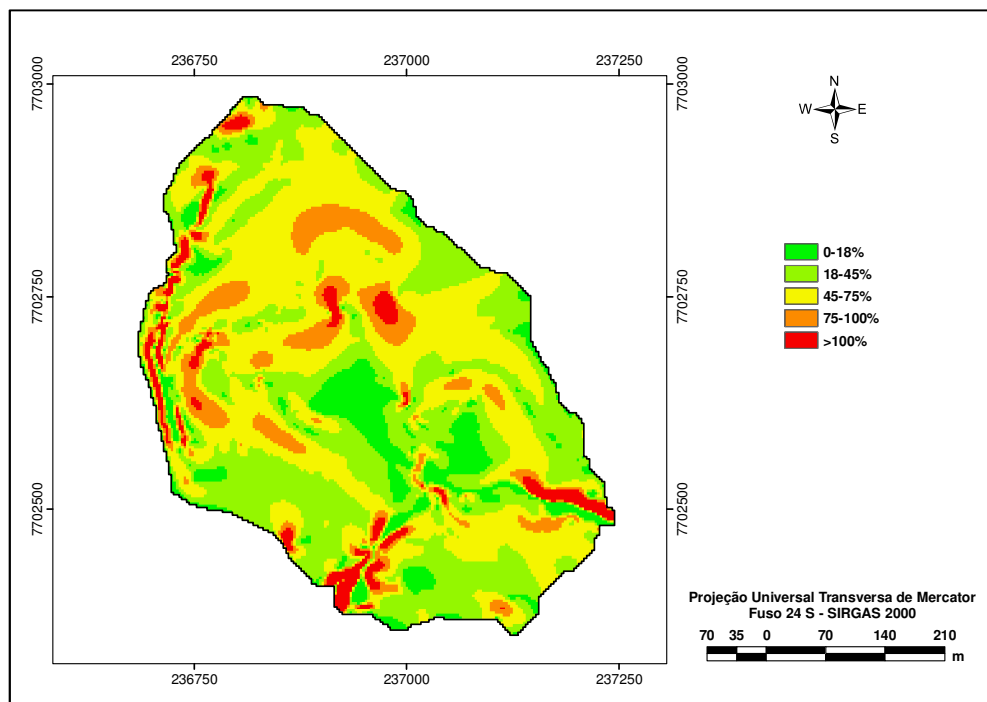 236750 237000 237250
7703000 7703000
N
W E
S
0-18%
18-45%
7702750 7702750
45-75%
75-100%
>100%
7702500 7702500
Projeção Universal Transversa de Mercator
Fuso 24 S - SIRGAS 2000
70 35 0 70 140 210
m
236750 237000 237250